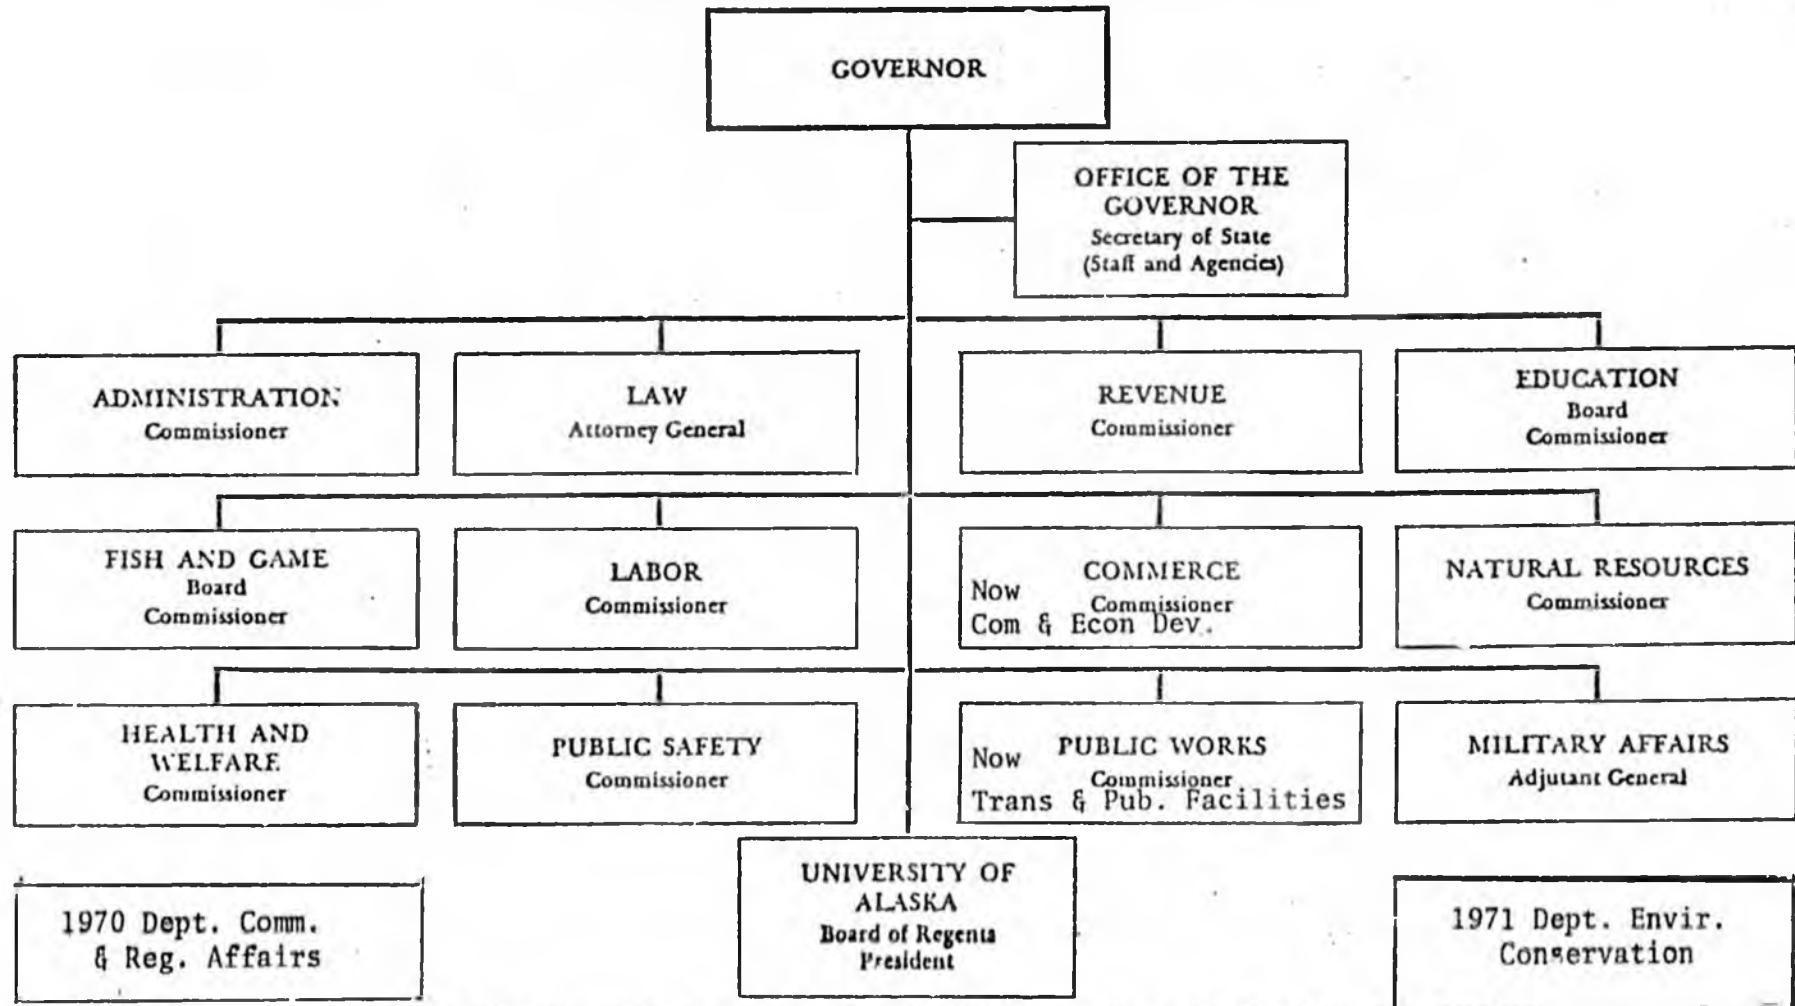 GOVERNOR
OFFICE OF THE
GOVERNOR
Secretary of State
(Staff and Agencies)
ADMINISTRATION
Commissioner
LAW
Attorney General
REVENUE
Commissioner
EDUCATION
Board
Commissioner
FISH AND GAME
Board
Commissioner
LABOR
Commissioner
COMMERCE
Now Commissioner
Com & Econ Dev.
NATURAL RESOURCES
Commissioner
HEALTH AND
WELFARE
Commissioner
PUBLIC SAFETY
Commissioner
Now PUBLIC WORKS
Commissioner
Trans & Pub. Facilities
MILITARY AFFAIRS
Adjutant General
1970 Dept. Comm.
& Reg. Affairs
UNIVERSITY OF
ALASKA
Board of Regents
President
1971 Dept. Envir.
Conservation